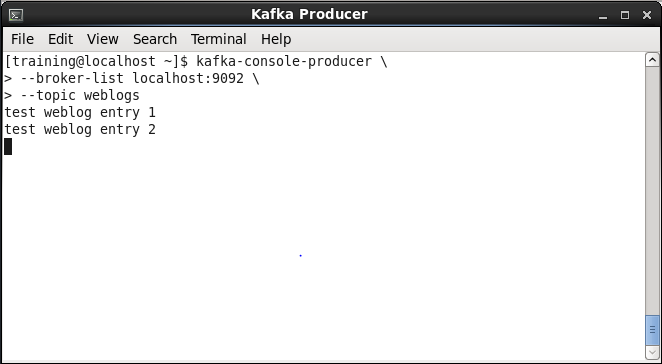 Kafka Producer
File Edit View Search Terminal Help
[training@localhost ~]$ kafka-console-producer \
> --broker-list localhost:9092 \
> --topic weblogs
test weblog entry 1
test weblog entry 2